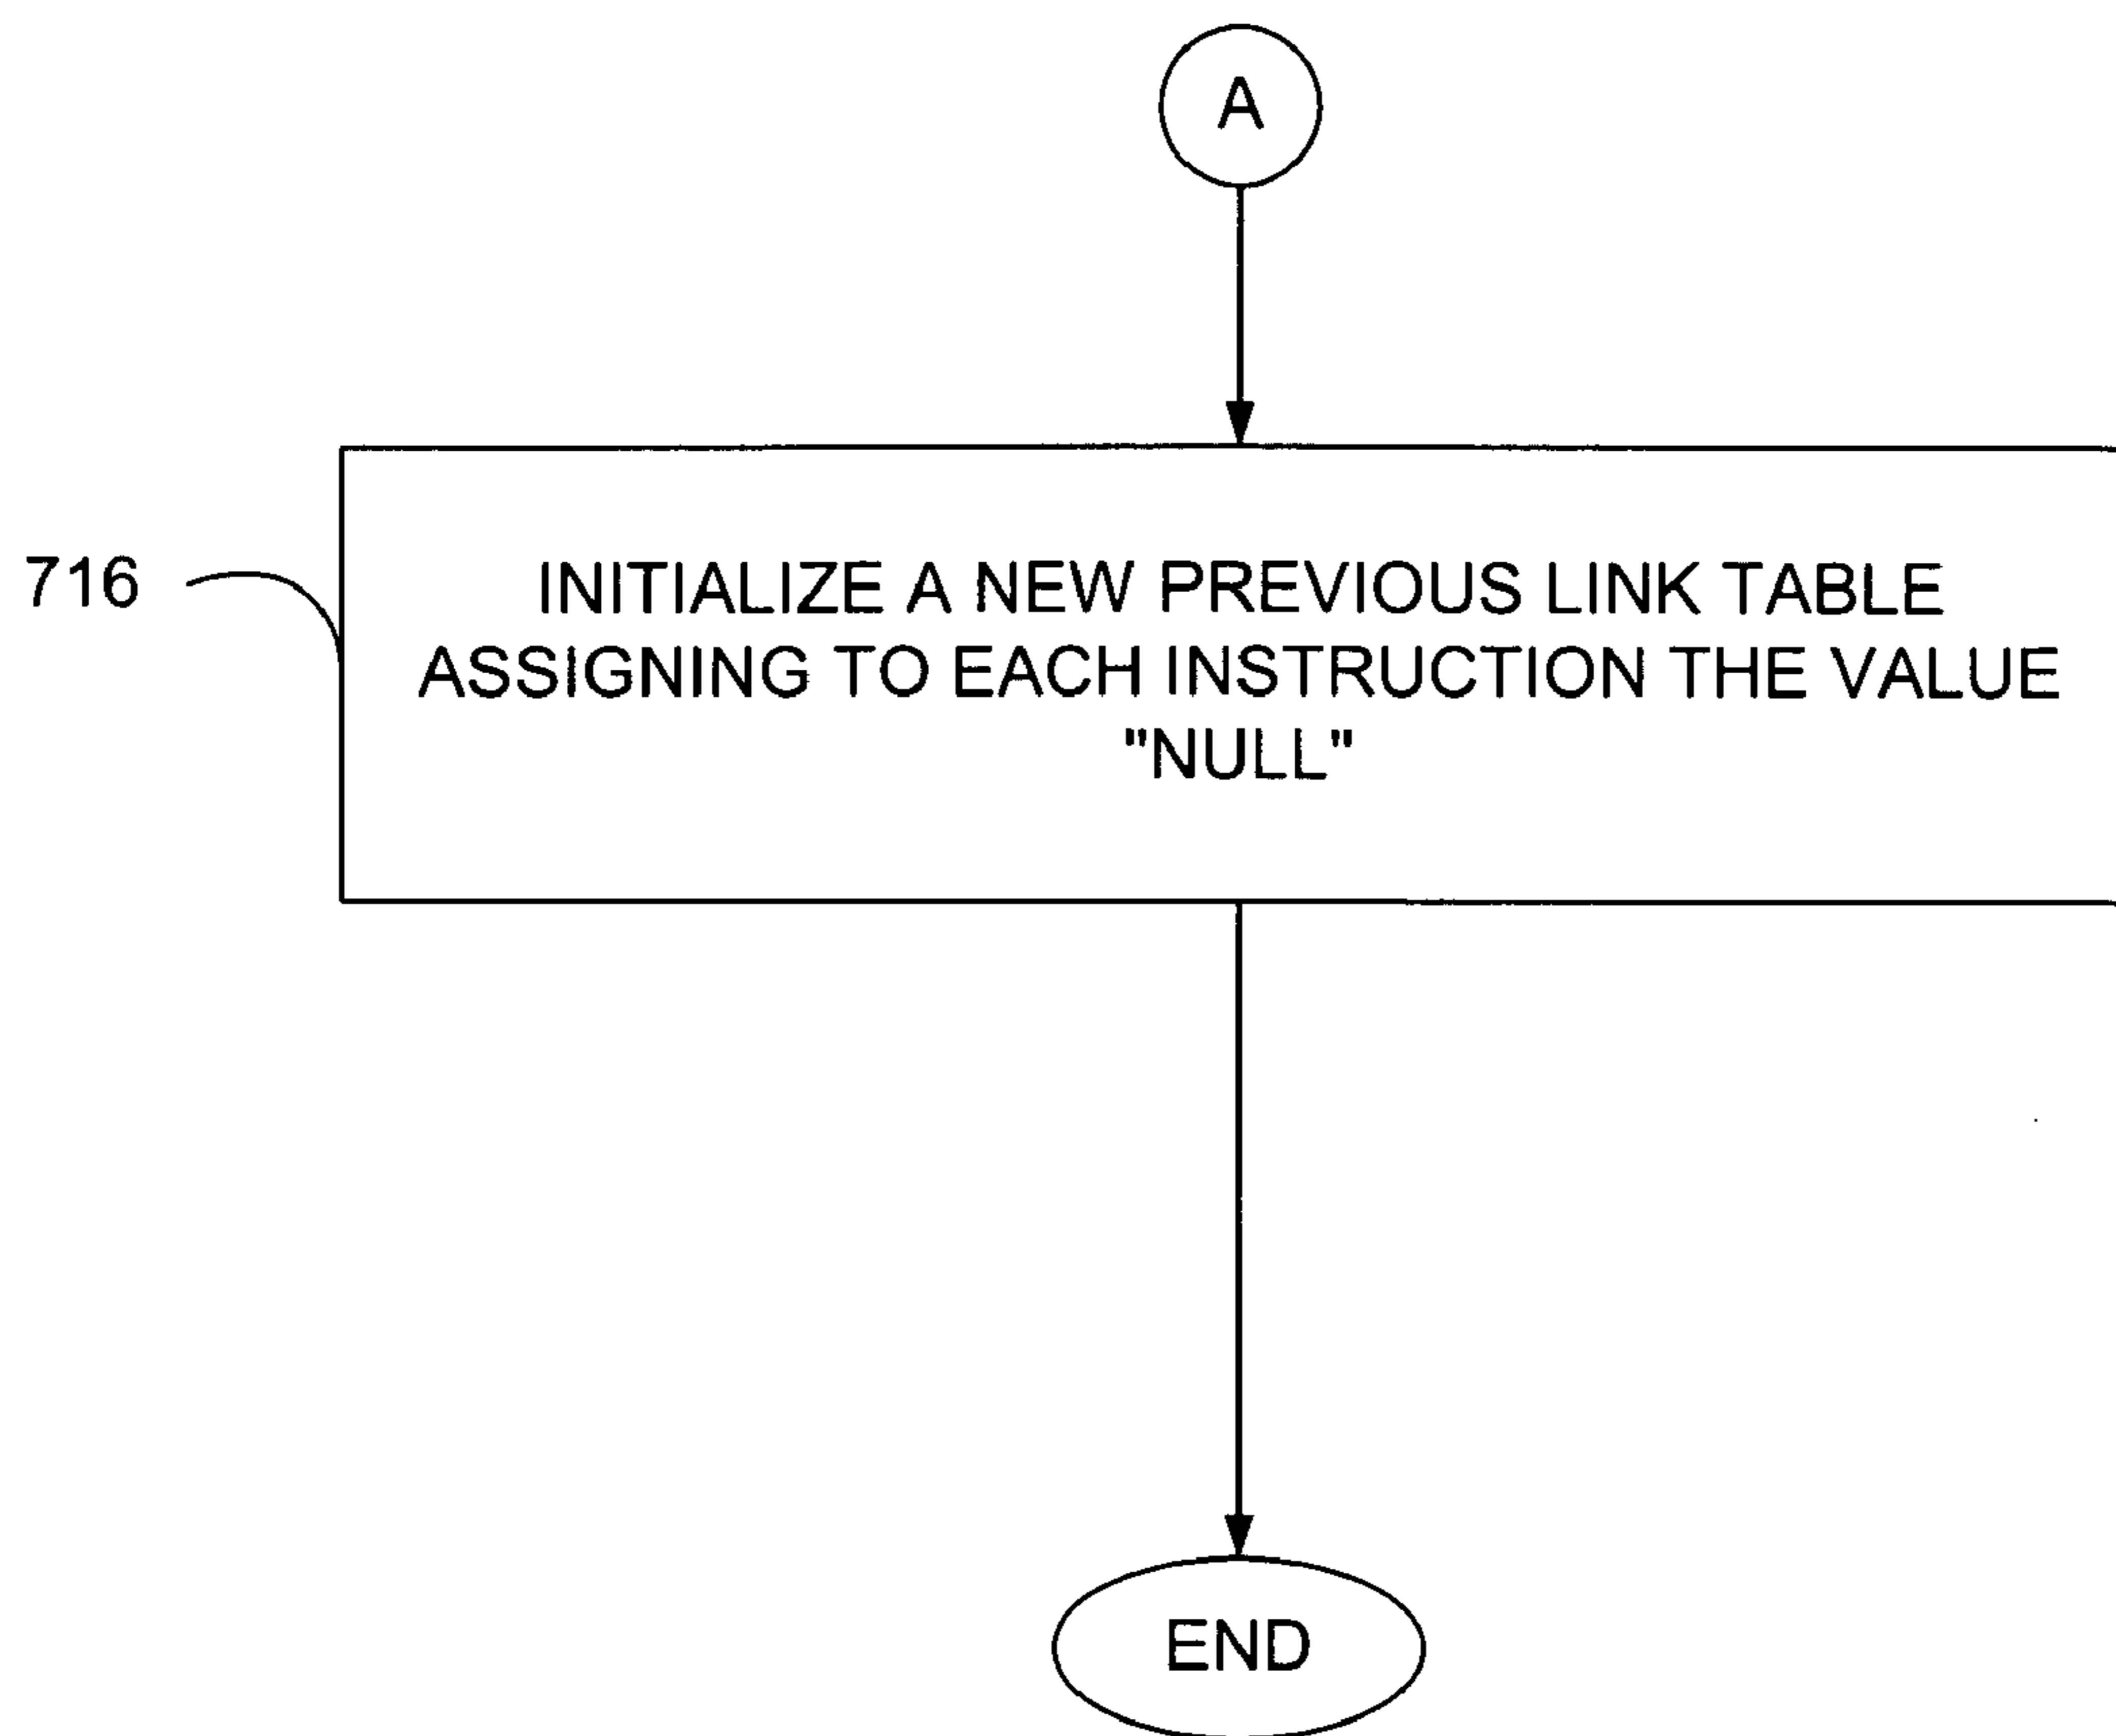 A
716
INITIALIZE A NEW PREVIOUS LINK TABLE
ASSIGNING TO EACH INSTRUCTION THE VALUE
"NULL"
END